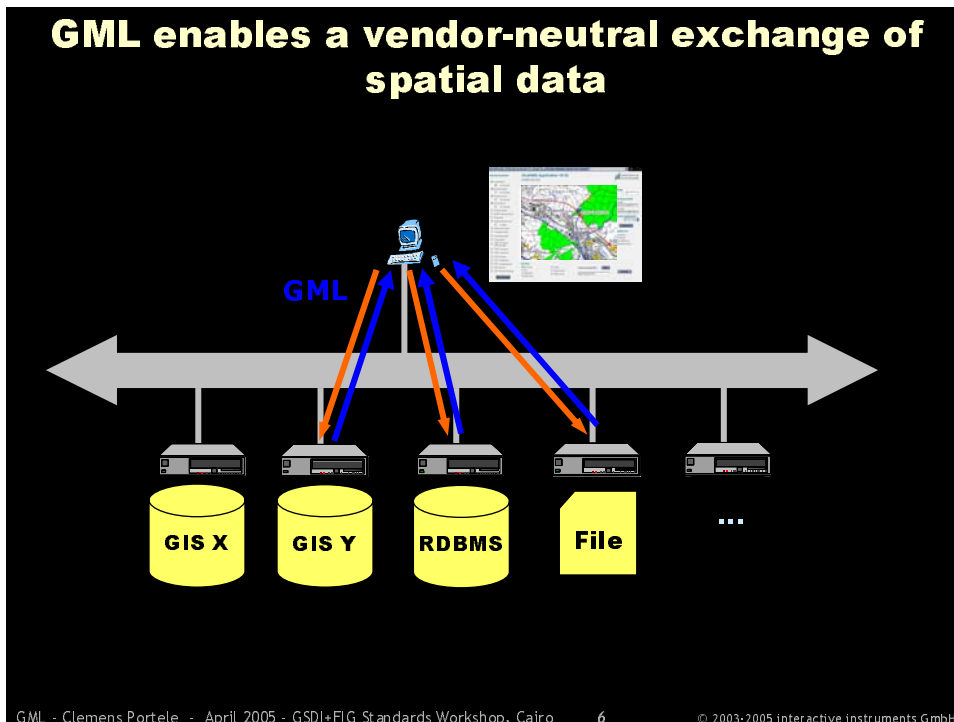 GML enables a vendor-neutral exchange of
spatial data
GML
GIS X
GIS Y
RDBMS
File
...
GML - Clemens Portele - April 2005 - GSDI+FIG Standards Workshop, Cairo 6 © 2003-2005 interactive instruments GmbH